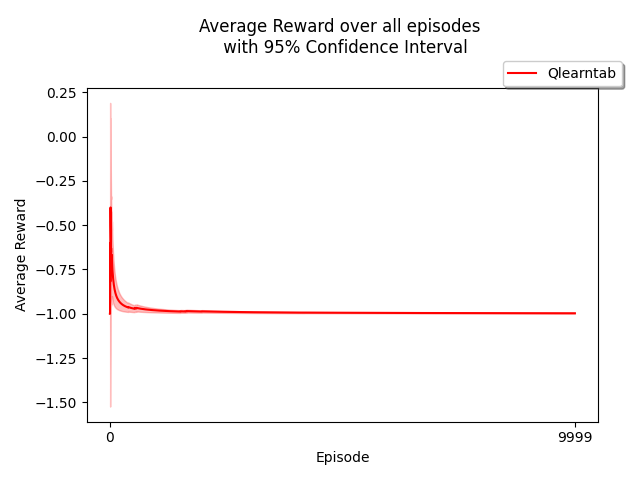 Average Reward over all episodes
with 95% Confidence Interval
Qlearntab
0.25
0.00
−0.25
−0.50
−0.75
−1.00
−1.25
−1.50
Average Reward
0
9999
Episode